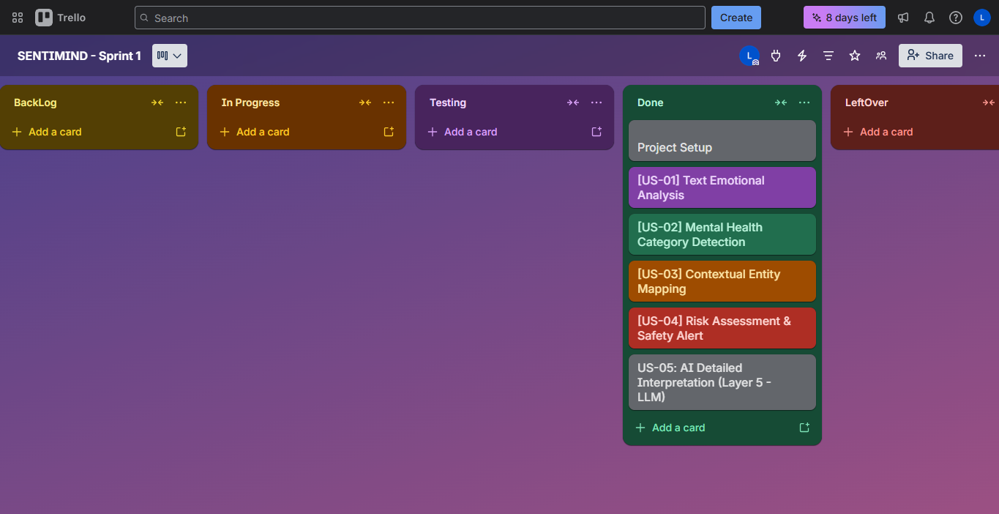 Trello
Search
Create
8 days left
L
SENTIMIND - Sprint 1
L
Share
BackLog
Add a card
In Progress
Add a card
Testing
Add a card
Done
Project Setup
[US-01] Text Emotional
Analysis
[US-02] Mental Health
Category Detection
[US-03] Contextual Entity
Mapping
[US-04] Risk Assessment &
Safety Alert
US-05: AI Detailed
Interpretation (Layer 5 -
LLM)
Add a card
LeftOver
Add a card